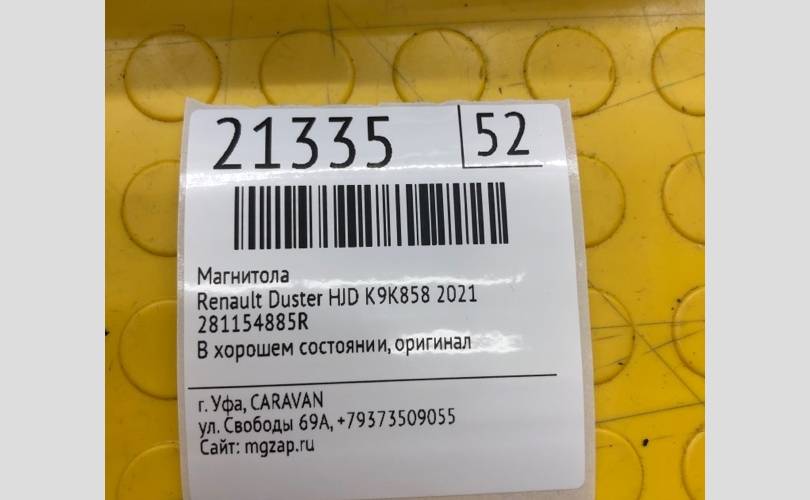 21335
52
Магнитола
Renault Duster HJD K9K858 2021
281154885R
В хорошем состоянии, оригинал
г. Уфа, CARAVAN
ул. Свободы 69А, +79373509055
Сайт: mgzap.ru